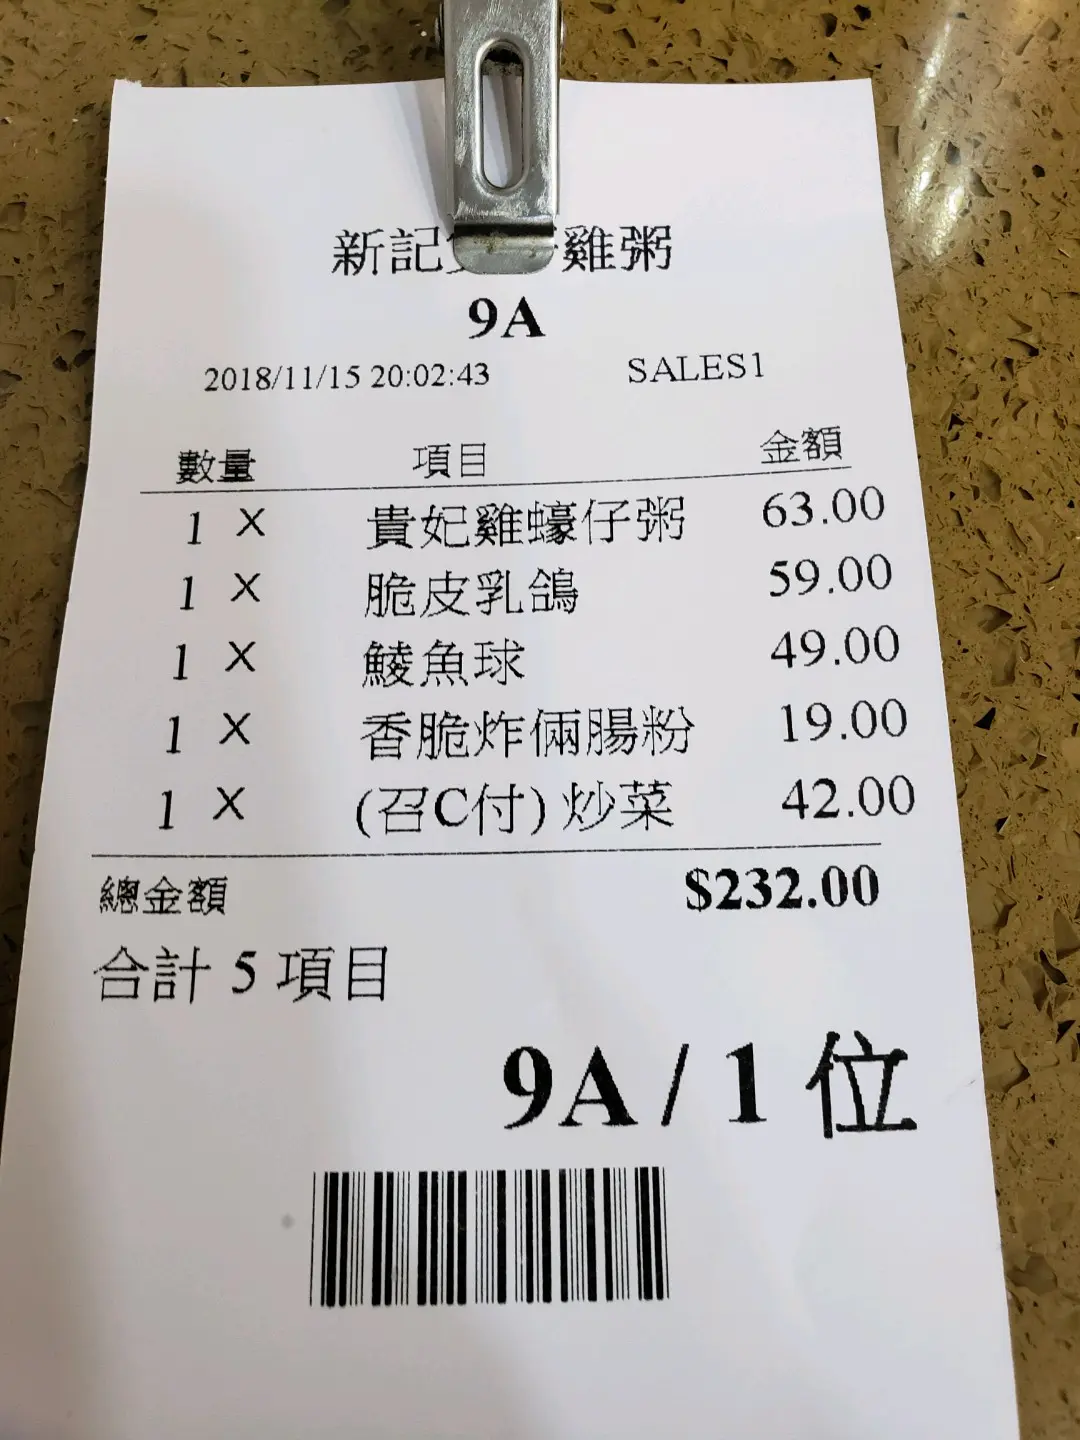 新記 雞粥
9A
2018/11/15 20:02:43 SALES1
數量 項目 金額
1 X 貴妃雞蠔仔粥 63.00
1 X 脆皮乳鴿 59.00
1 X 鯪魚球 49.00
1 X 香脆炸倆腸粉 19.00
1 X (召C付) 炒菜 42.00
總金額 $232.00
合計 5 項目
9A / 1 位